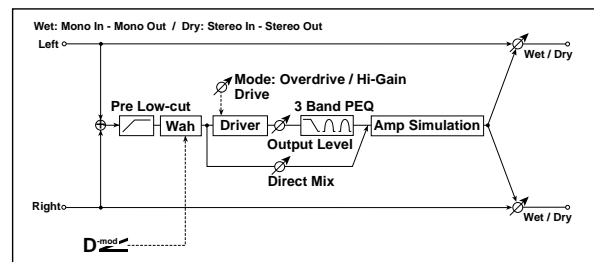 Wet: Mono In - Mono Out / Dry: Stereo In - Stereo Out
Left
Wet / Dry
Mode: Overdrive / Hi-Gain
Drive
Pre Low-cut
3 Band PEQ
Wah
Driver
Amp Simulation
Output Level
Direct Mix
Right
Wet / Dry
D-mod